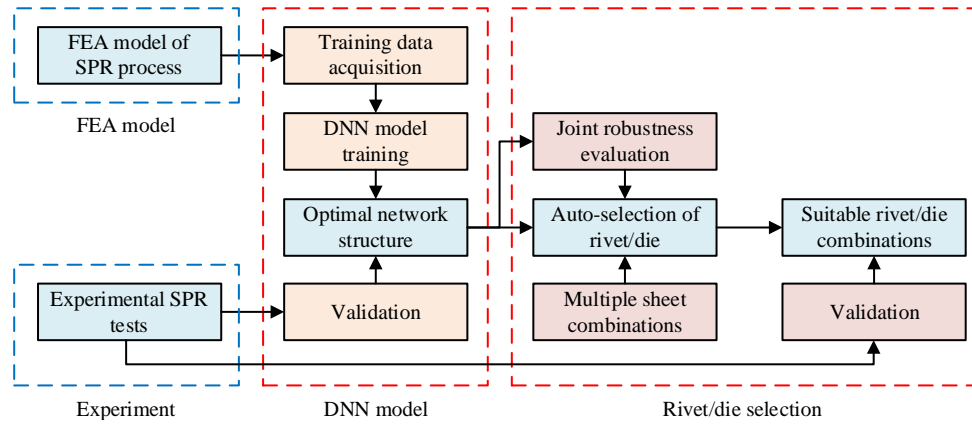 FEA model of
SPR process
FEA model
Training data
acquisition
DNN model
training
Optimal network
structure
Validation
DNN model
Experimental SPR
tests
Experiment
Joint robustness
evaluation
Auto-selection of
rivet/die
Multiple sheet
combinations
Suitable rivet/die
combinations
Validation
Rivet/die selection